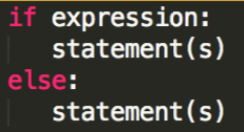 if expression:
    statement(s)
else:
    statement(s)